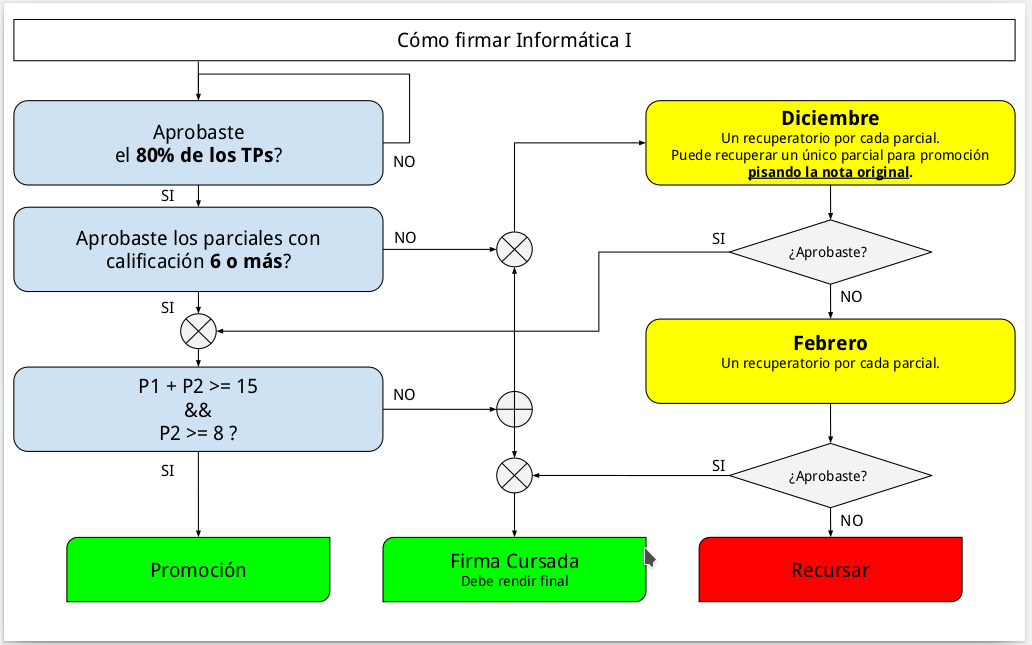 Cómo firmar Informática I
Aprobaste
el 80% de los TPs?
NO
SI
Aprobaste los parciales con
calificación 6 o más?
NO
SI
P1 + P2 >= 15
&&
P2 >= 8 ?
NO
SI
Diciembre
Un recuperatorio por cada parcial.
Puede recuperar un único parcial para promoción
pisando la nota original.
SI
¿Aprobaste?
NO
Febrero
Un recuperatorio por cada parcial.
SI
¿Aprobaste?
NO
Promoción
Firma Cursada
Debe rendir final
Recursar